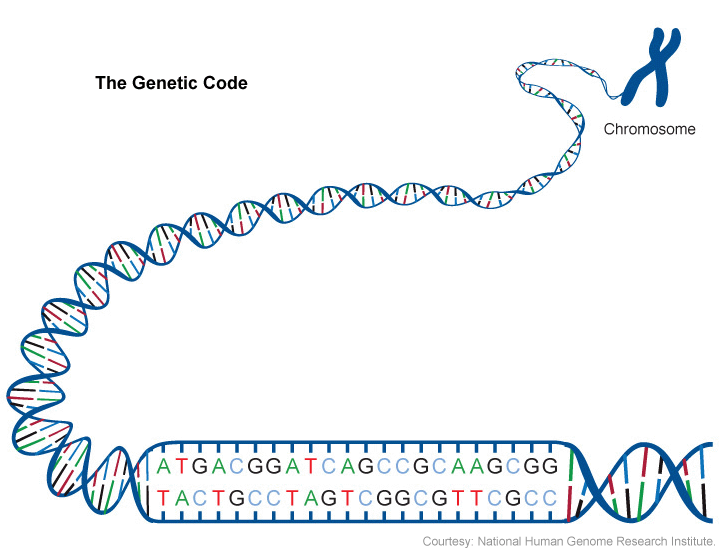 The Genetic Code
Chromosome
ATGACGGATCAGCCGCAAGCGG
TACTGCCTAGTCGGCGTTCGCC
Courtesy: National Human Genome Research Institute.